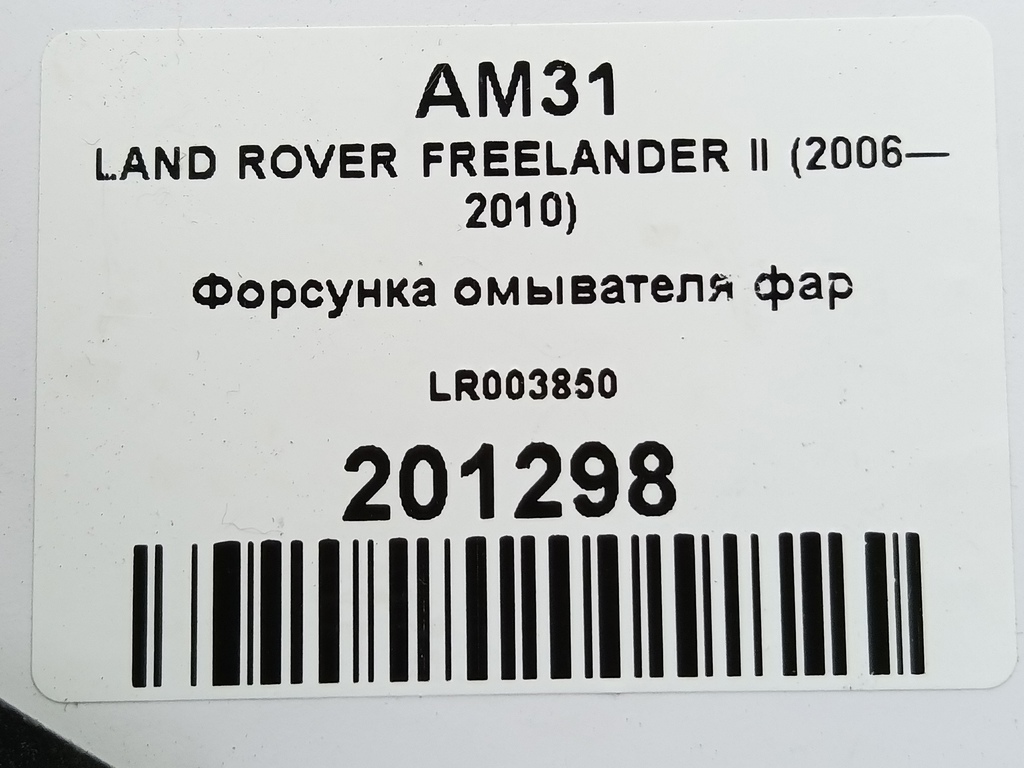 AM31
LAND ROVER FREELANDER II (2006—
2010)
Форсунка омывателя фар
LR003850
201298